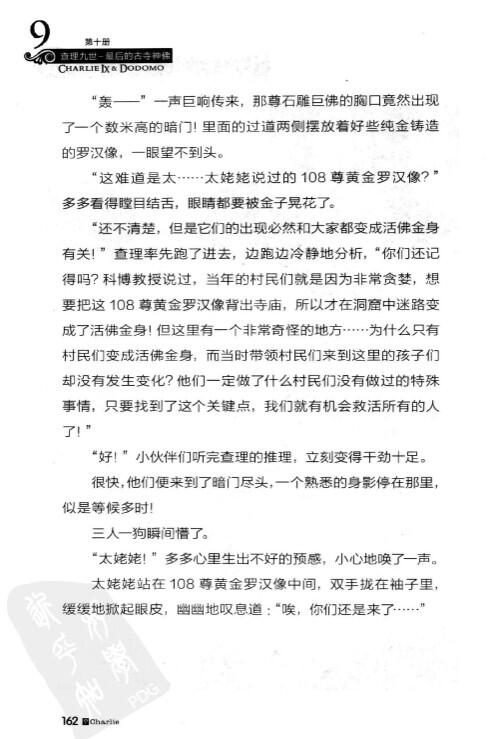 9
第十册
查理九世·最后的古寺神佛
CHARLIE IX & DODOMO
“轰——”一声巨响传来，那尊石雕巨佛的胸口竟然出现
了一个数米高的暗门！里面的过道两侧摆放着好些纯金铸造
的罗汉像，一眼望不到头。
“这难道是太……太姥姥说过的108尊黄金罗汉像？”
多多看得瞠目结舌，眼睛都要被金子晃花了。
“还不清楚，但是它们的出现必然和大家都变成活佛金身
有关！”查理率先跑了进去，边跑边冷静地分析，“你们还记
得吗？科博教授说过，当年的村民们就是因为非常贪婪，想
要把这108尊黄金罗汉像背出寺庙，所以才在洞窟中迷路变
成了活佛金身！但这里有一个非常奇怪的地方……为什么只有
村民们变成活佛金身，而当时带领村民们来到这里的孩子们
却没有发生变化？他们一定做了什么村民们没有做过的特殊
事情，只要找到了这个关键点，我们就有机会救活所有的人
了！”
“好！”小伙伴们听完查理的推理，立刻变得干劲十足。
很快，他们便来到了暗门尽头，一个熟悉的身影停在那里，
似是等候多时！
三人一狗瞬间懵了。
“太姥姥！”多多心里生出不好的预感，小心地唤了一声。
太姥姥站在108尊黄金罗汉像中间，双手拢在袖子里，
缓缓地掀起眼皮，幽幽地叹息道：“唉，你们还是来了……”
PDG
162 Charlie